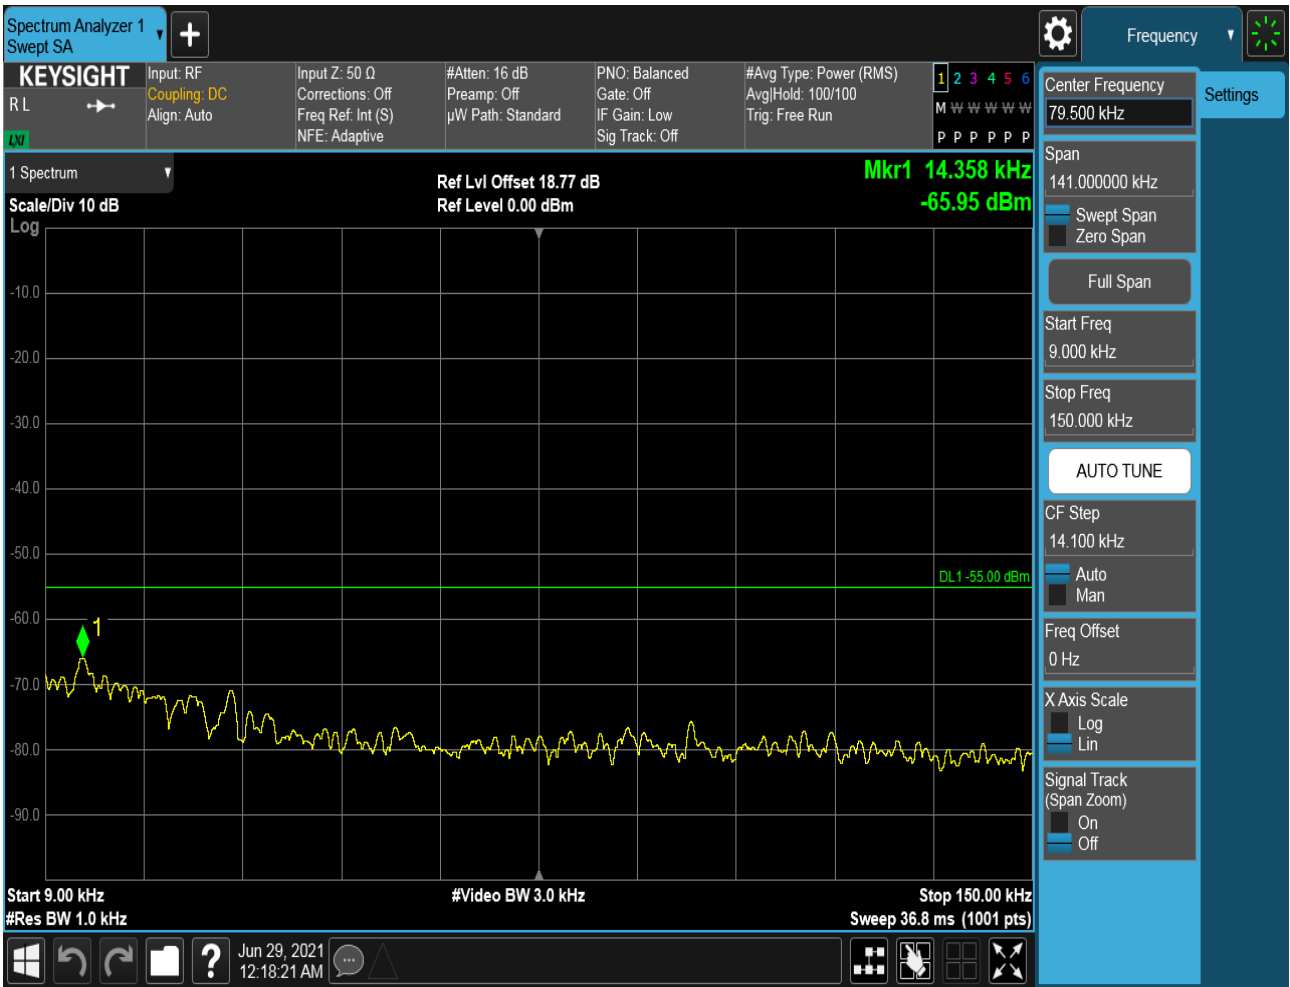 Spectrum Analyzer 1
Swept SA
Frequency
KEYSIGHT
R L
LXI
Input: RF
Coupling: DC
Align: Auto
Input Z: 50 Ω
Corrections: Off
Freq Ref: Int (S)
NFE: Adaptive
#Atten: 16 dB
Preamp: Off
µW Path: Standard
PNO: Balanced
Gate: Off
IF Gain: Low
Sig Track: Off
#Avg Type: Power (RMS)
Avg|Hold: 100/100
Trig: Free Run
1 2 3 4 5 6
M W W W W W
P P P P P P
1 Spectrum
Scale/Div 10 dB
Log
Ref Lvl Offset 18.77 dB
Ref Level 0.00 dBm
Mkr1 14.358 kHz
-65.95 dBm
-10.0
-20.0
-30.0
-40.0
-50.0
DL1 -55.00 dBm
-60.0
1
-70.0
-80.0
-90.0
Start 9.00 kHz
#Res BW 1.0 kHz
#Video BW 3.0 kHz
Stop 150.00 kHz
Sweep 36.8 ms (1001 pts)
?
Jun 29, 2021
12:18:21 AM
Center Frequency
79.500 kHz
Settings
Span
141.000000 kHz
Swept Span
Zero Span
Full Span
Start Freq
9.000 kHz
Stop Freq
150.000 kHz
AUTO TUNE
CF Step
14.100 kHz
Auto
Man
Freq Offset
0 Hz
X Axis Scale
Log
Lin
Signal Track
(Span Zoom)
On
Off